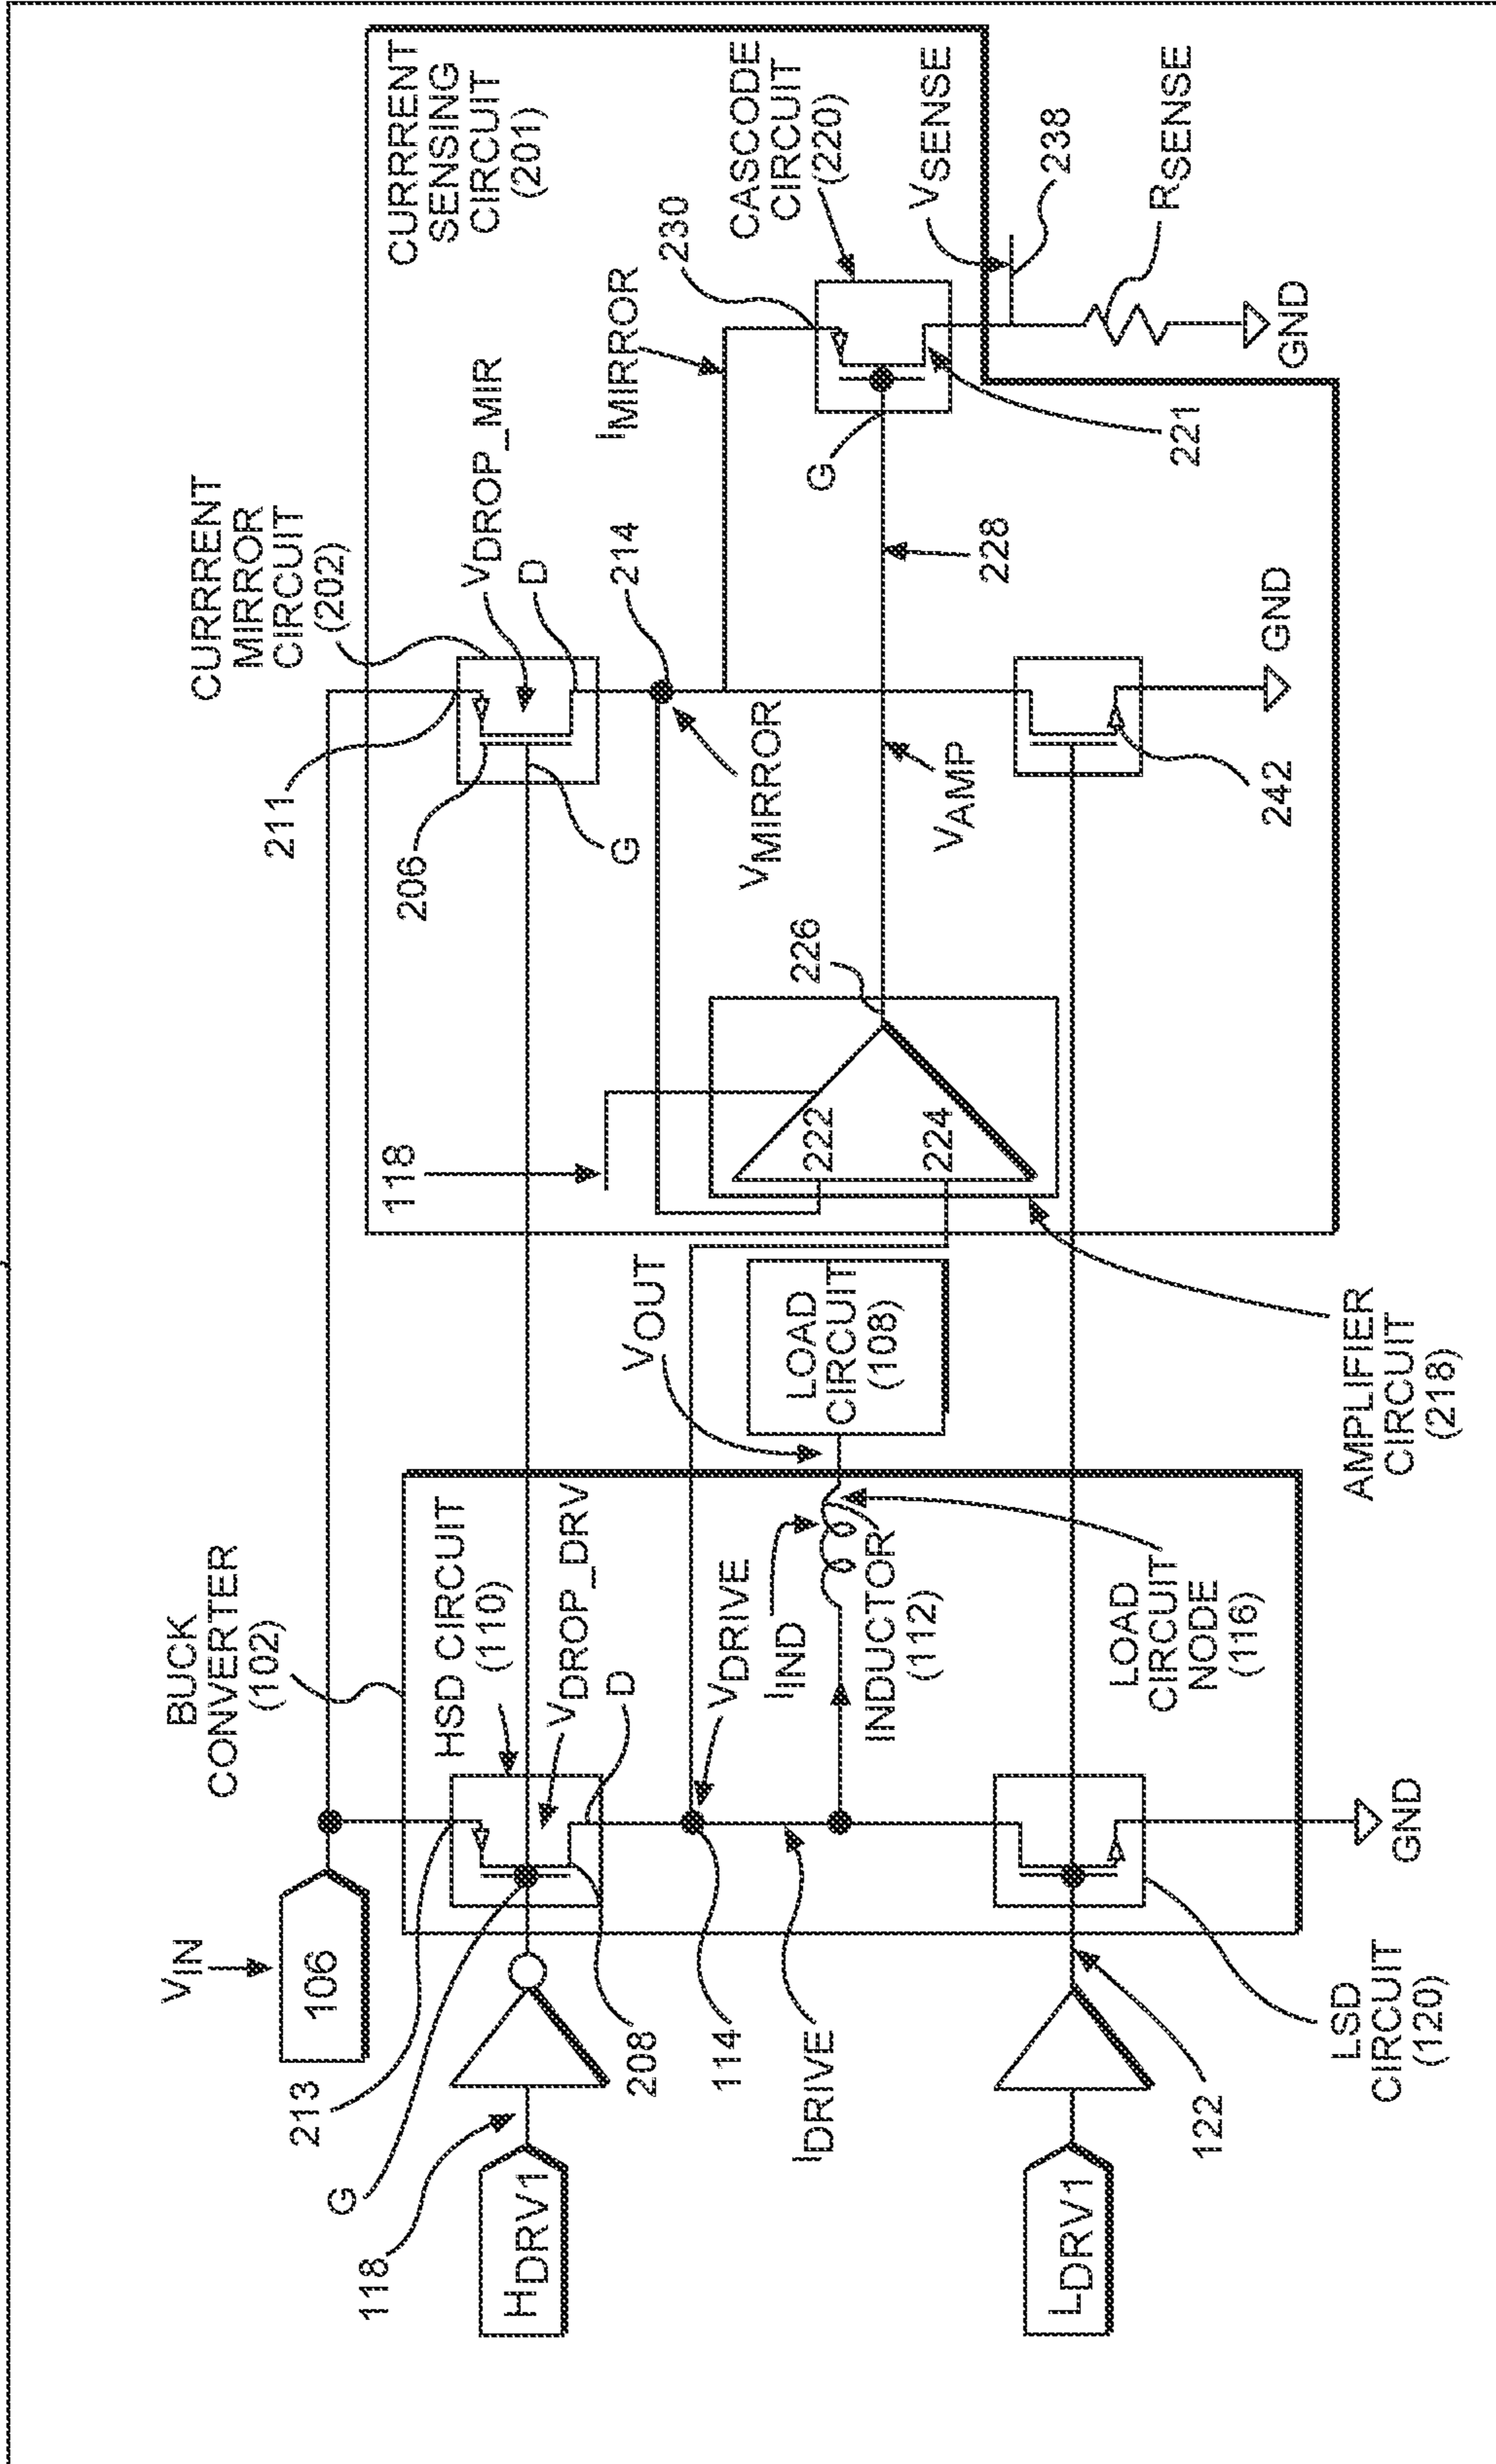 BUCK
CONVERTER
(102)
VIN
106
213
G
118
HDRV1
HSD CIRCUIT
(110)
VDROP_DRV
D
208
114
VDRIVE
IDRIVE
IIND
INDUCTOR
(112)
VOUT
LOAD
CIRCUIT
(108)
LOAD
CIRCUIT
NODE
(116)
LDRV1
122
LSD
CIRCUIT
(120)
GND
CURRRENT
MIRROR
CIRCUIT
(202)
CURRRENT
SENSING
CIRCUIT
(201)
211
206
G
VDROP_MIR
D
214
118
VMIRROR
IMIRROR
230
CASCODE
CIRCUIT
(220)
222
224
226
VAMP
228
G
221
VSENSE
238
RSENSE
GND
242
GND
AMPLIFIER
CIRCUIT
(218)